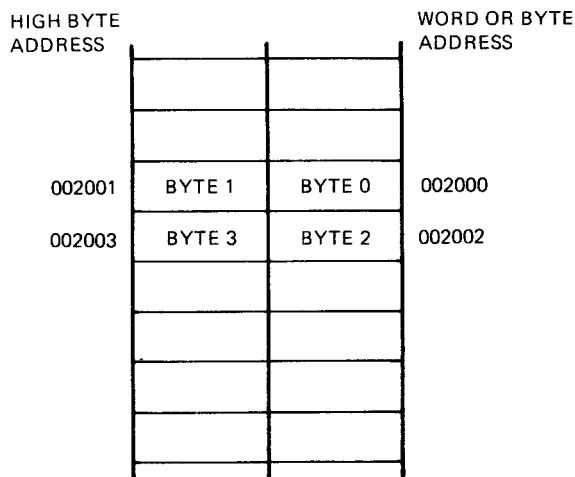 HIGH BYTE
ADDRESS
WORD OR BYTE
ADDRESS
002001 BYTE 1 BYTE 0 002000
002003 BYTE 3 BYTE 2 002002